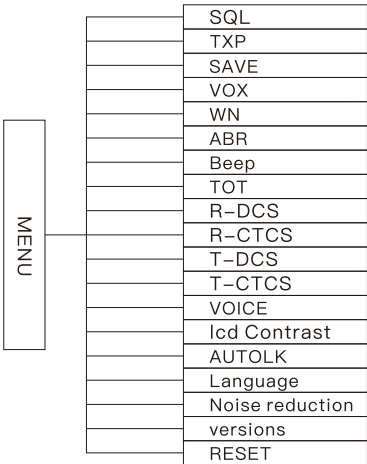 MENU
SQL
TXP
SAVE
VOX
WN
ABR
Beep
TOT
R-DCS
R-CTCS
T-DCS
T-CTCS
VOICE
lcd Contrast
AUTOLK
Language
Noise reduction
versions
RESET